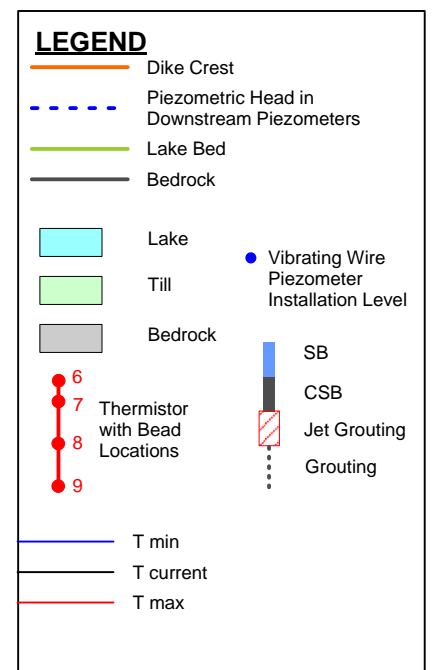 LEGEND
Dike Crest
Piezometric Head in
Downstream Piezometers
Lake Bed
Bedrock
Lake
Till
Bedrock
Vibrating Wire
Piezometer
Installation Level
6
7
8
9
Thermistor
with Bead
Locations
SB
CSB
Jet Grouting
Grouting
T min
T current
T max